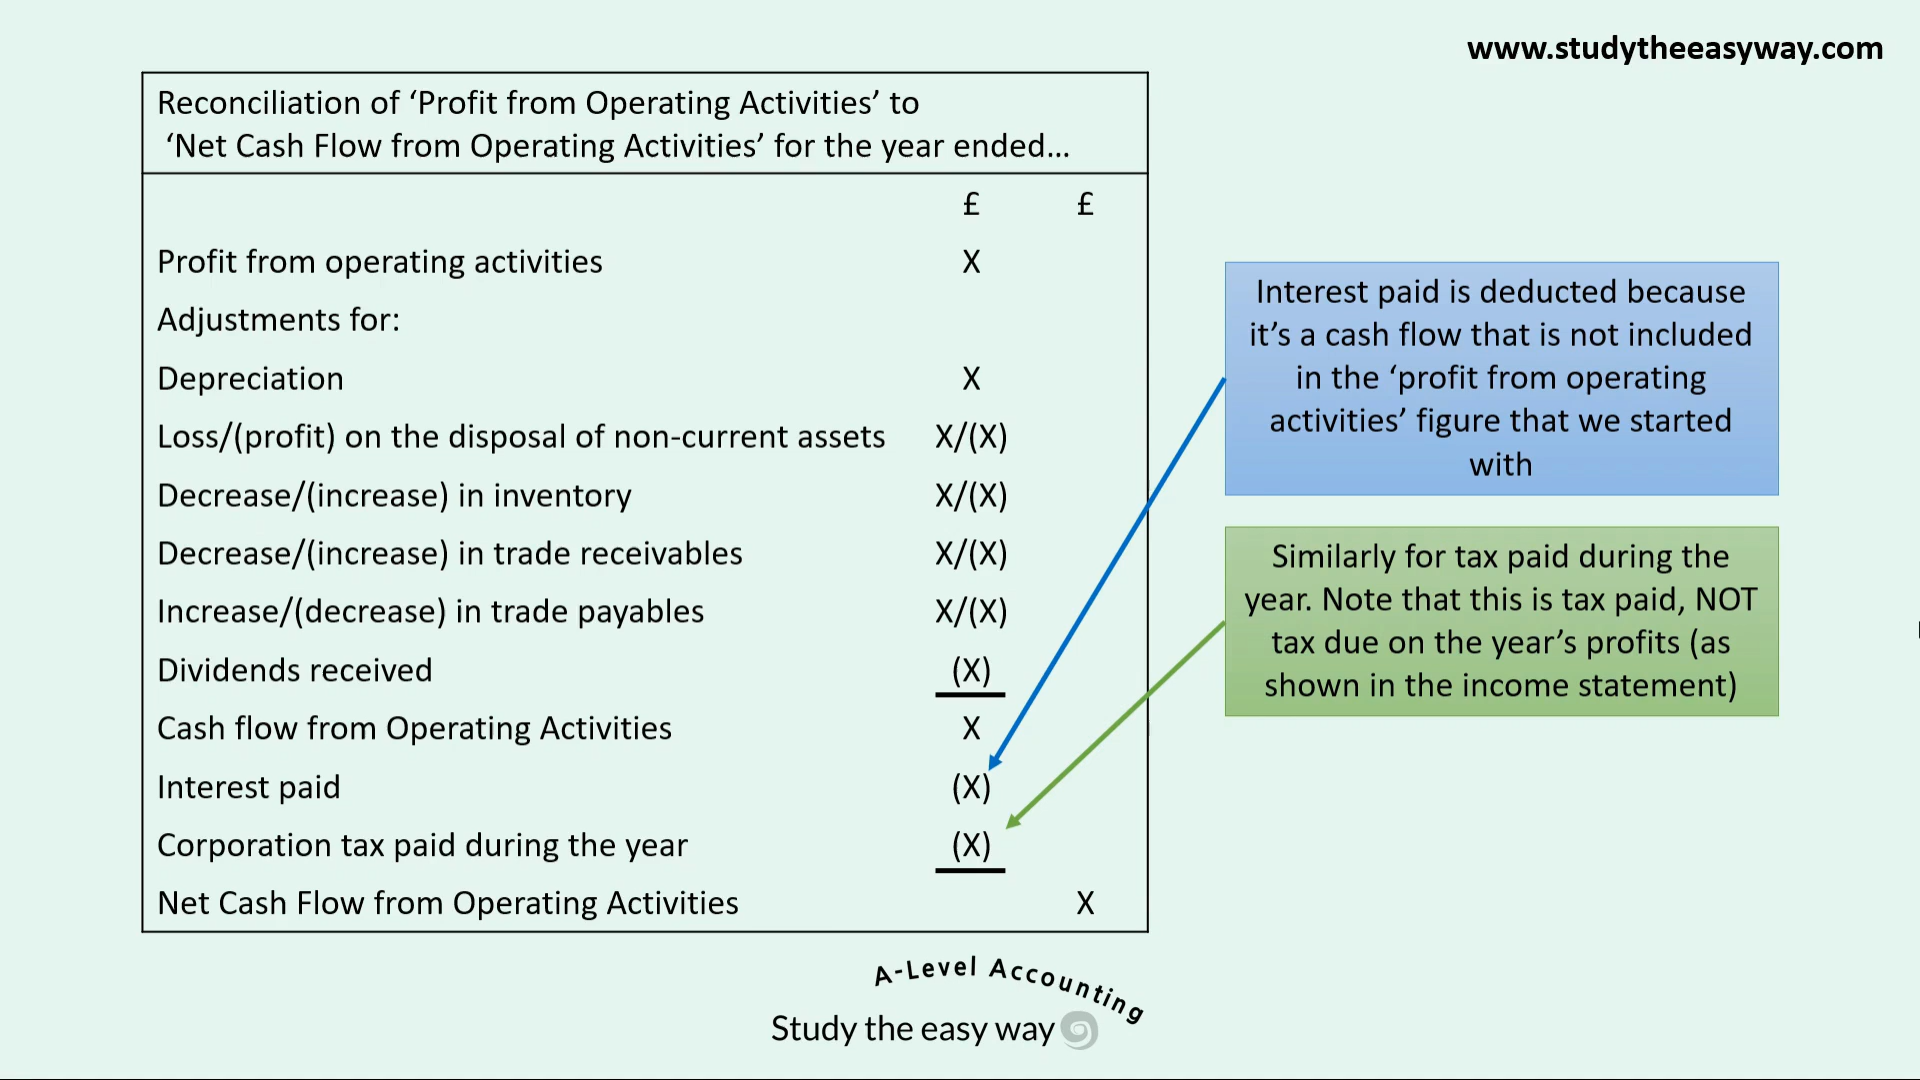 www.studytheeasyway.com
Reconciliation of ‘Profit from Operating Activities’ to
‘Net Cash Flow from Operating Activities’ for the year ended…
£ £
Profit from operating activities X
Adjustments for:
Depreciation X
Loss/(profit) on the disposal of non-current assets X/(X)
Decrease/(increase) in inventory X/(X)
Decrease/(increase) in trade receivables X/(X)
Increase/(decrease) in trade payables X/(X)
Dividends received (X)
Cash flow from Operating Activities X
Interest paid (X)
Corporation tax paid during the year (X)
Net Cash Flow from Operating Activities X
Interest paid is deducted because
it’s a cash flow that is not included
in the ‘profit from operating
activities’ figure that we started
with
Similarly for tax paid during the
year. Note that this is tax paid, NOT
tax due on the year’s profits (as
shown in the income statement)
A-Level Accounting
Study the easy way